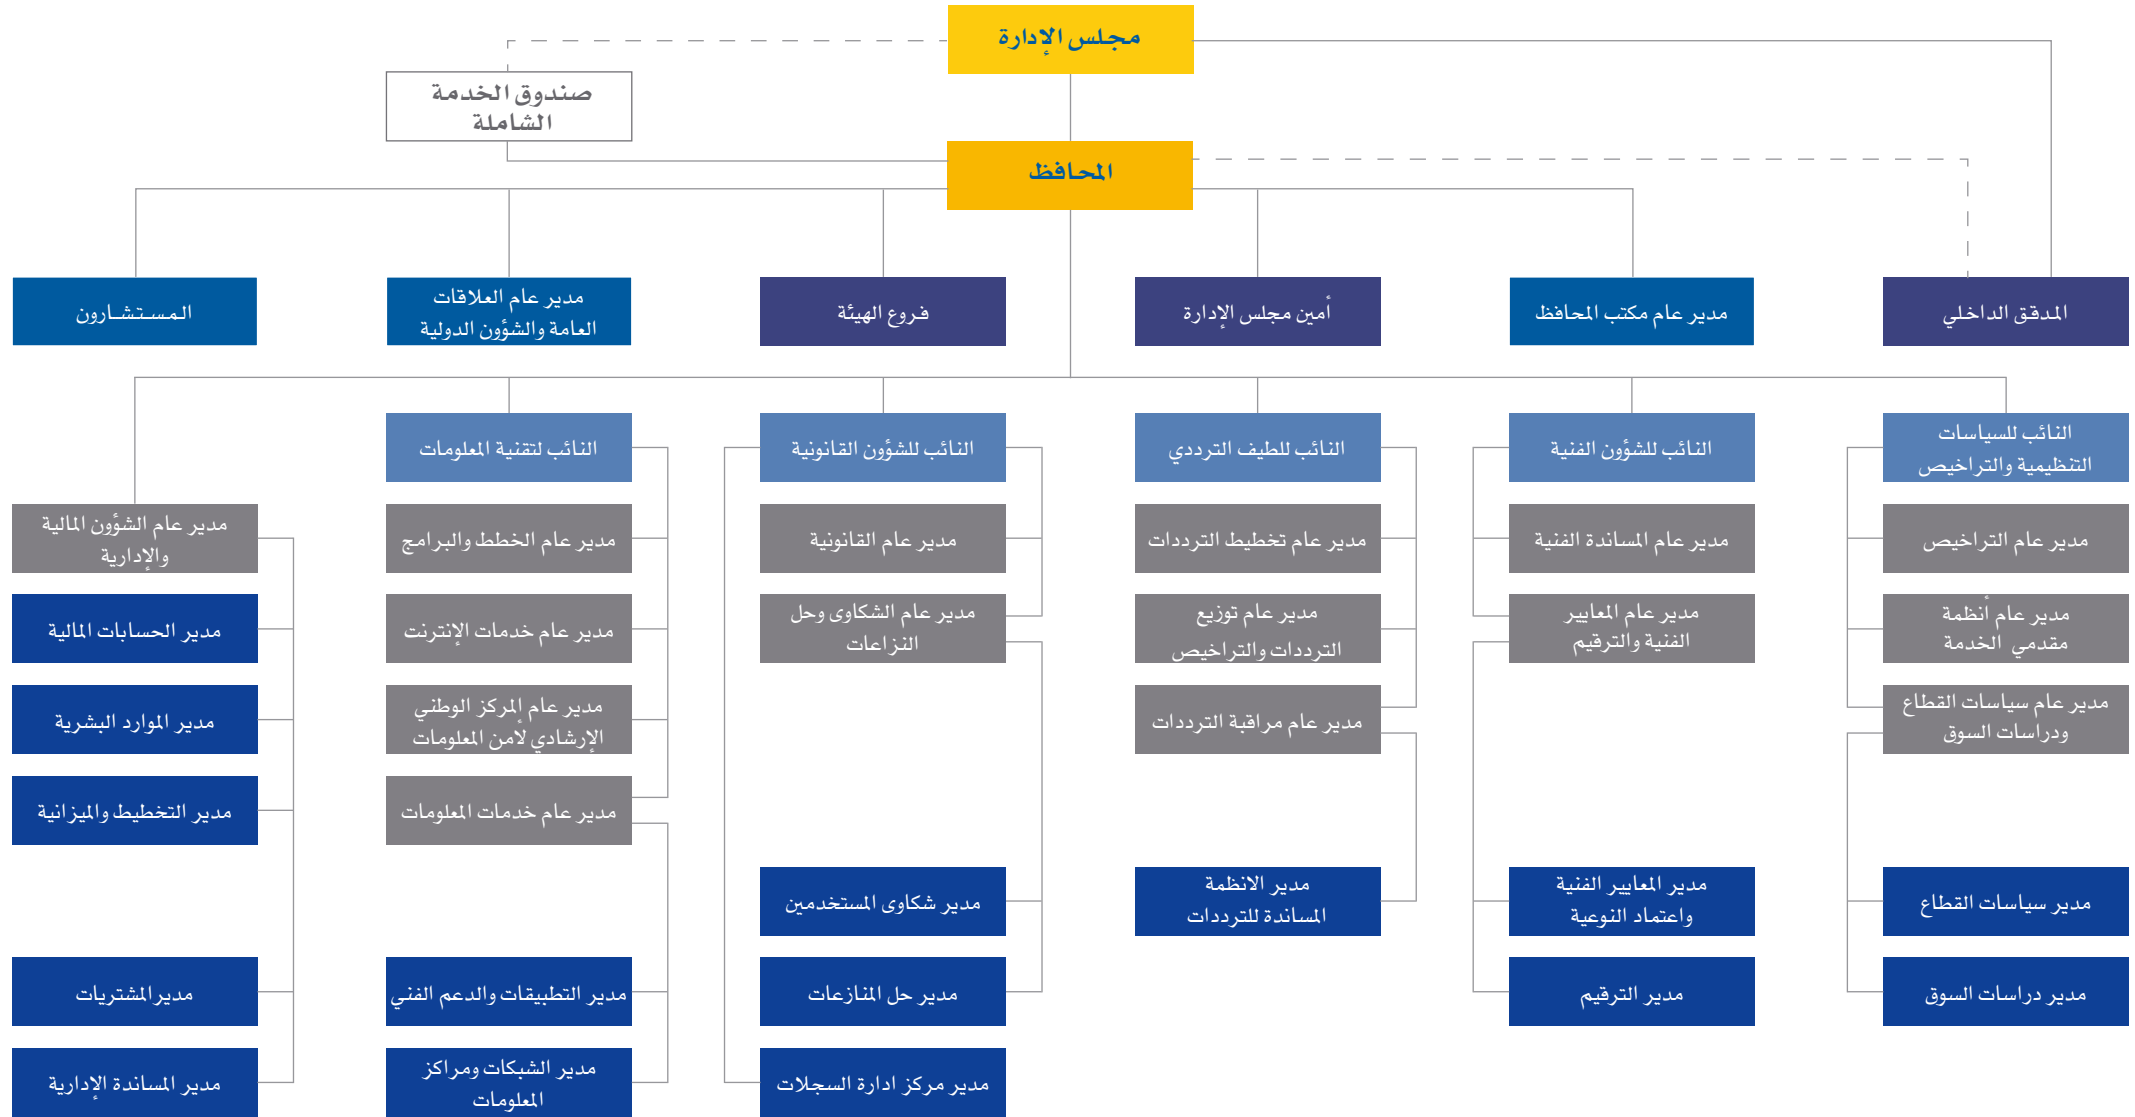 مجلس الإدارة
صندوق الخدمة
الشاملة
المحافظ
المدقق الداخلي
مدير عام مكتب المحافظ
أمين مجلس الإدارة
فروع الهيئة
مدير عام العلاقات
العامة والشؤون الدولية
المستشارون
النائب للسياسات
التنظيمية والتراخيص
النائب للشؤون الفنية
النائب للطيف الترددي
النائب للشؤون القانونية
النائب لتقنية المعلومات
مدير عام التراخيص
مدير عام المساندة الفنية
مدير عام تخطيط الترددات
مدير عام القانونية
مدير عام الخطط والبرامج
مدير عام الشؤون المالية
والإدارية
مدير عام أنظمة
مقدمي الخدمة
مدير عام المعايير
الفنية والترقيم
مدير عام توزيع
الترددات والتراخيص
مدير عام الشكاوى وحل
النزاعات
مدير عام خدمات الإنترنت
مدير الحسابات المالية
مدير عام سياسات القطاع
ودراسات السوق
مدير عام مراقبة الترددات
مدير عام المركز الوطني
الإرشادي لأمن المعلومات
مدير الموارد البشرية
مدير عام خدمات المعلومات
مدير التخطيط والميزانية
مدير سياسات القطاع
مدير المعايير الفنية
واعتماد النوعية
مدير الانظمة
المساندة للترددات
مدير شكاوى المستخدمين
مدير دراسات السوق
مدير الترقيم
مدير حل المنازعات
مدير التطبيقات والدعم الفني
مديرالمشتريات
مدير مركز ادارة السجلات
مدير الشبكات ومراكز
المعلومات
مدير المساندة الإدارية